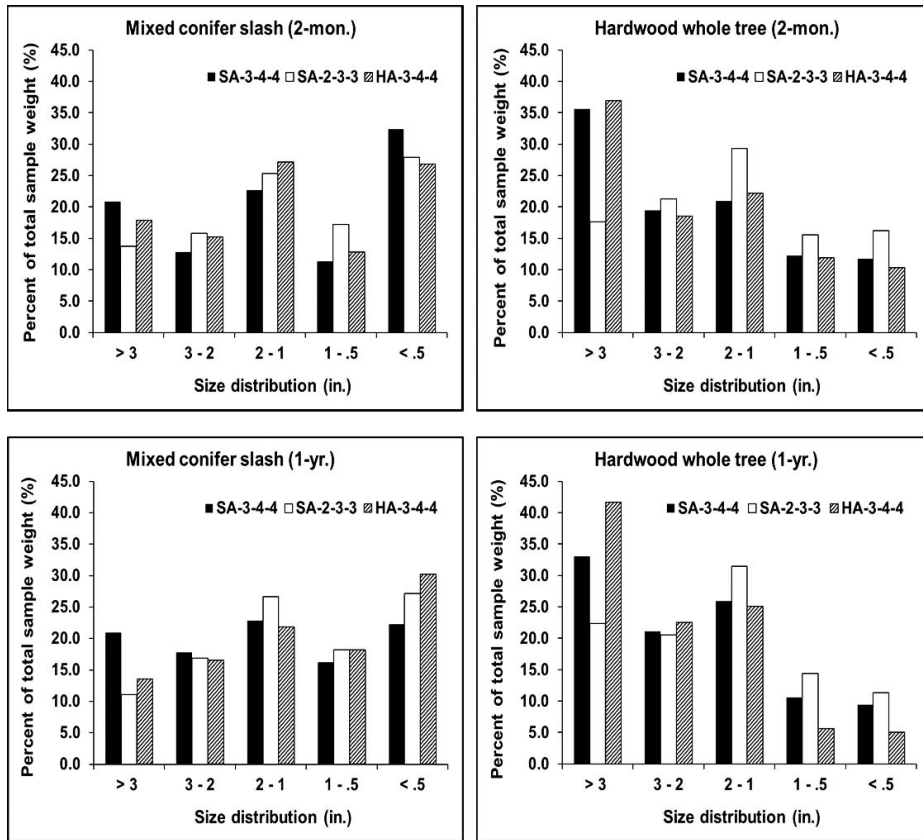 Mixed conifer slash (2-mon.)
Percent of total sample weight (%)
45.0
40.0
35.0
30.0
25.0
20.0
15.0
10.0
5.0
0.0
SA-3-4-4 SA-2-3-3 HA-3-4-4
> 3 3 - 2 2 - 1 1 - .5 < .5
Size distribution (in.)
Hardwood whole tree (2-mon.)
Percent of total sample weight (%)
45.0
40.0
35.0
30.0
25.0
20.0
15.0
10.0
5.0
0.0
SA-3-4-4 SA-2-3-3 HA-3-4-4
> 3 3 - 2 2 - 1 1 - .5 < .5
Size distribution (in.)
Mixed conifer slash (1-yr.)
Percent of total sample weight (%)
45.0
40.0
35.0
30.0
25.0
20.0
15.0
10.0
5.0
0.0
SA-3-4-4 SA-2-3-3 HA-3-4-4
> 3 3 - 2 2 - 1 1 - .5 < .5
Size distribution (in.)
Hardwood whole tree (1-yr.)
Percent of total sample weight (%)
45.0
40.0
35.0
30.0
25.0
20.0
15.0
10.0
5.0
0.0
SA-3-4-4 SA-2-3-3 HA-3-4-4
> 3 3 - 2 2 - 1 1 - .5 < .5
Size distribution (in.)